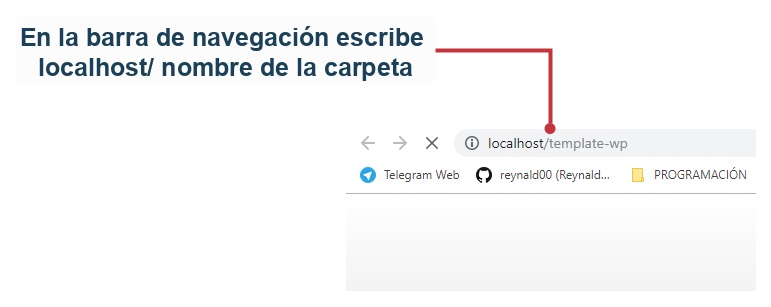 En la barra de navegación escribe
localhost/ nombre de la carpeta
localhost/template-wp
Telegram Web reynald00 (Reynald... PROGRAMACIÓN